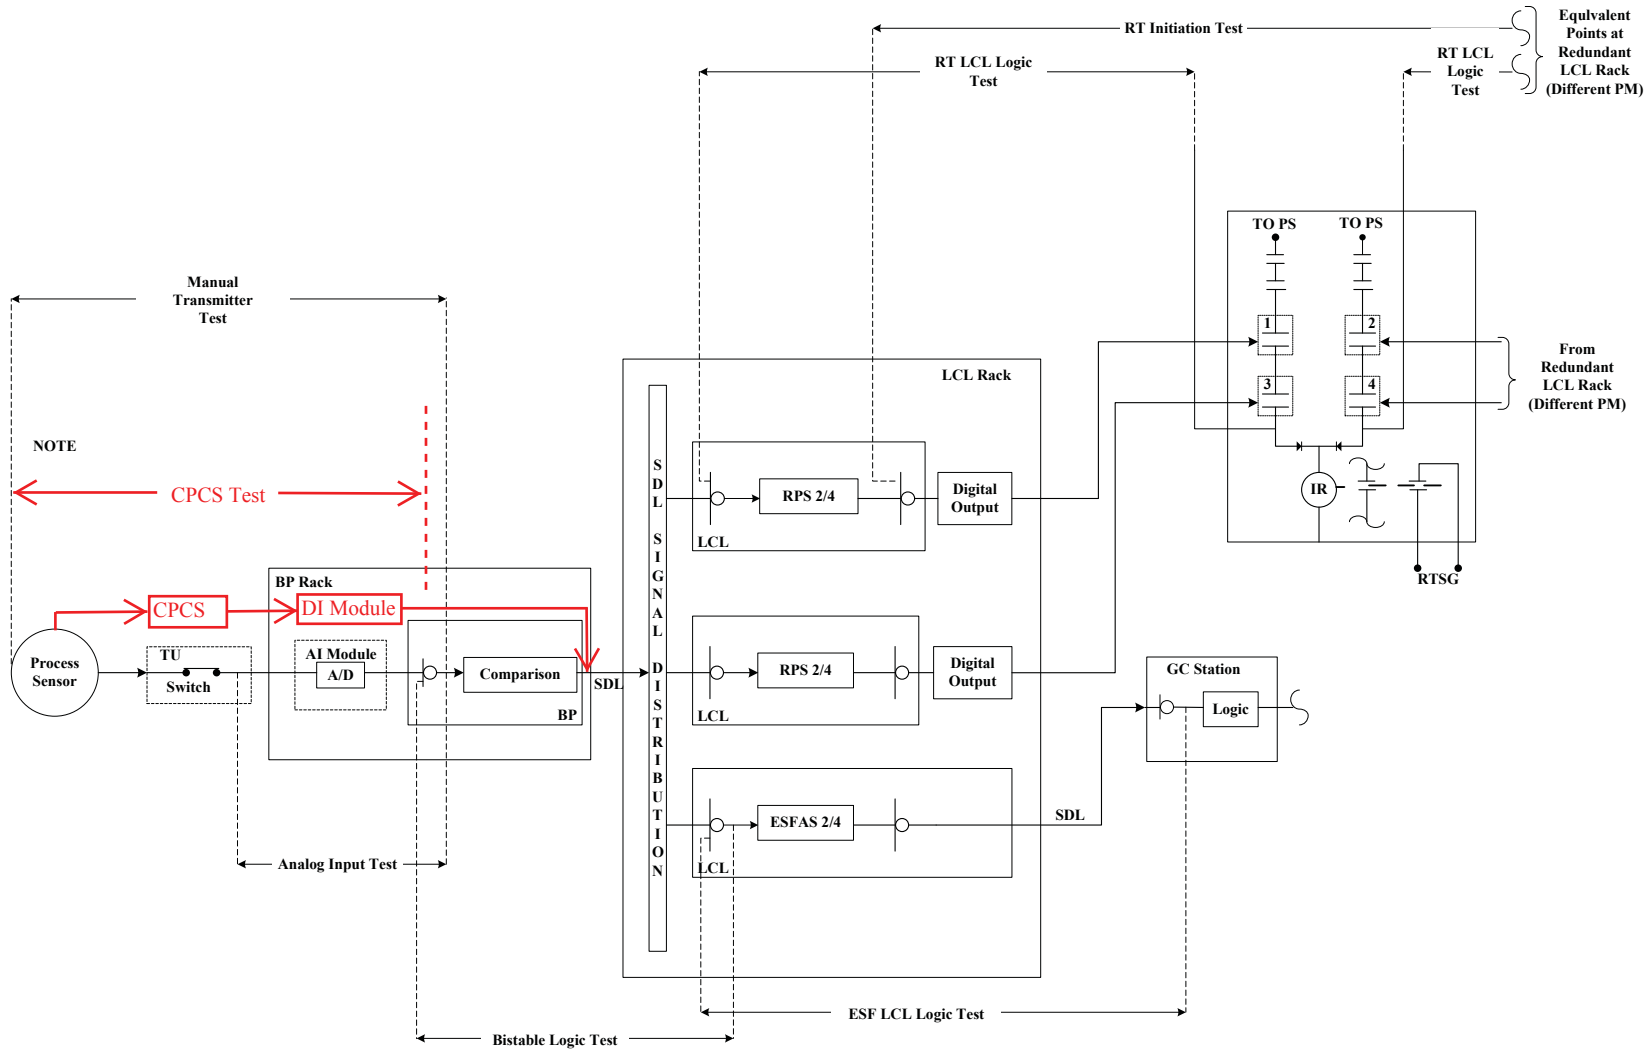 RT Initiation Test
Equlvalent
Points at
Redundant
LCL Rack
(Different PM)
RT LCL Logic
Test
RT LCL
Logic
Test
TO PS
TO PS
1
2
3
4
IR
RTSG
From
Redundant
LCL Rack
(Different PM)
Manual
Transmitter
Test
NOTE
CPCS Test
BP Rack
CPCS
DI Module
Process
Sensor
TU
Switch
AI Module
A/D
Comparison
BP
SDL
Analog Input Test
Bistable Logic Test
LCL Rack
SDL SIGNAL DISTRIBUTION
RPS 2/4
LCL
Digital
Output
RPS 2/4
LCL
Digital
Output
ESFAS 2/4
LCL
SDL
GC Station
Logic
ESF LCL Logic Test